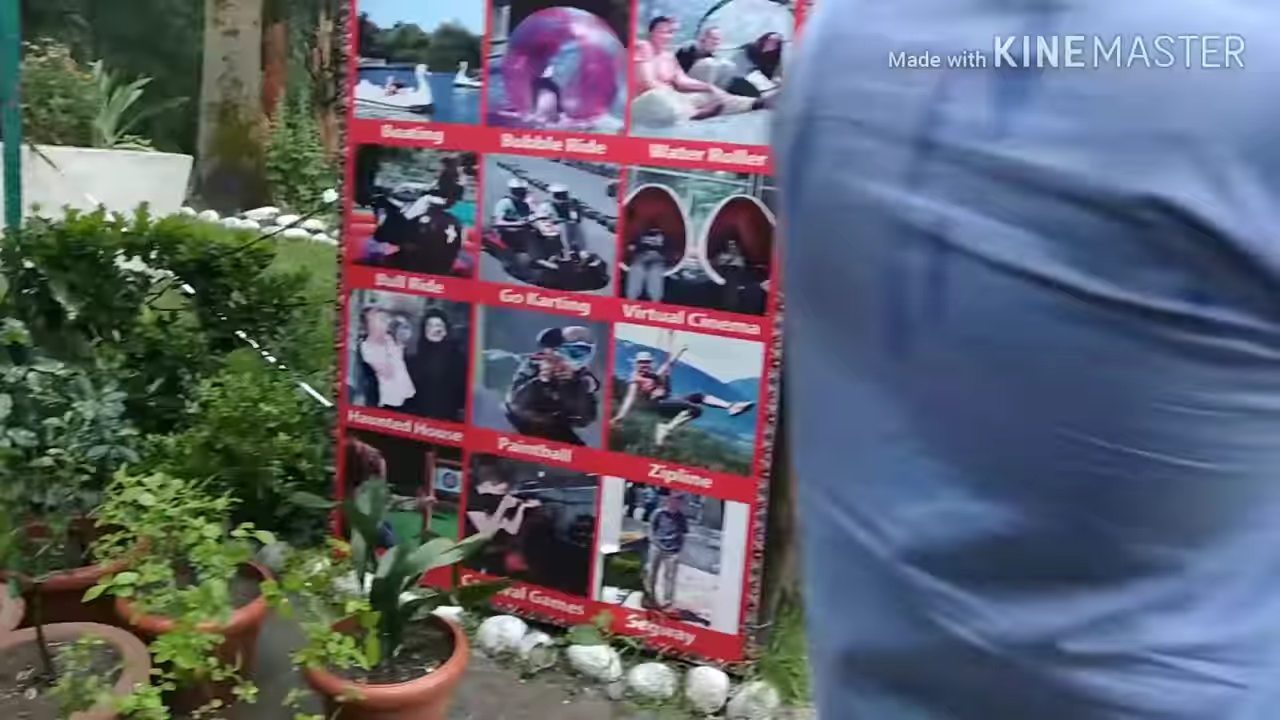 Made with KINEMASTER
Boating Bubble Ride Water Roller
Bull Ride Go Karting Virtual Cinema
Haunted House Paintball Zipline
Games Segway